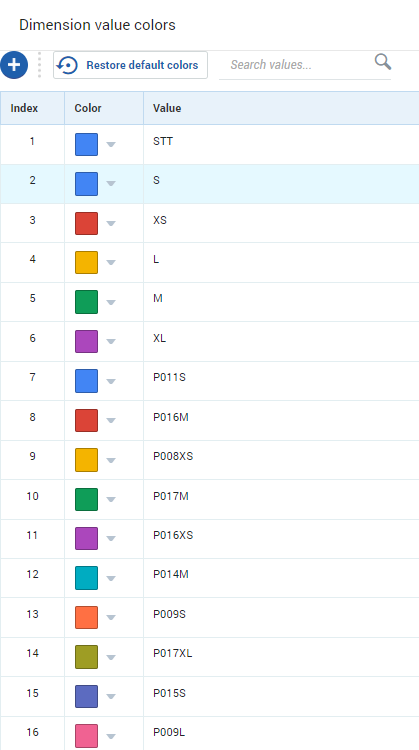 Dimension value colors
Restore default colors Search values...
Index Color Value
1 STT
2 S
3 XS
4 L
5 M
6 XL
7 P011S
8 P016M
9 P008XS
10 P017M
11 P016XS
12 P014M
13 P009S
14 P017XL
15 P015S
16 P009L